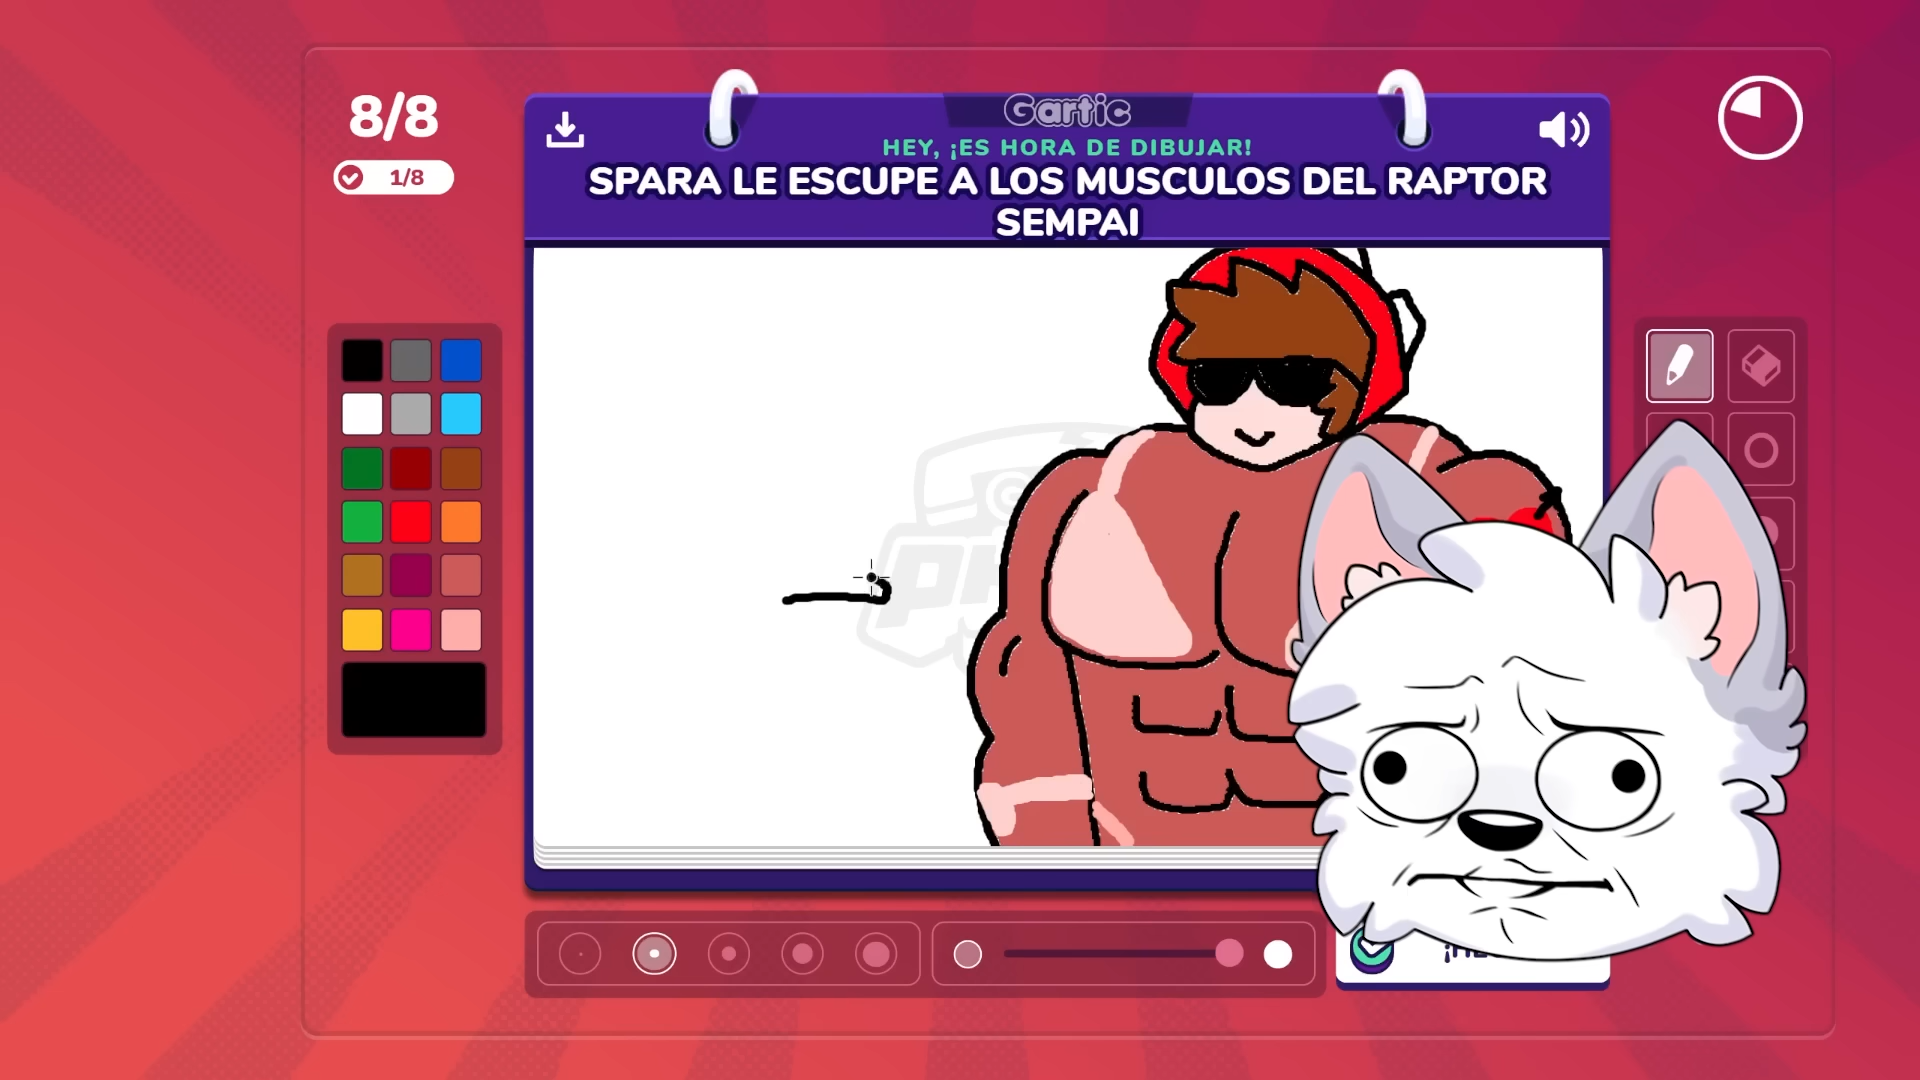 8/8
1/8
Gartic
HEY, ¡ES HORA DE DIBUJAR!
SPARA LE ESCUPE A LOS MUSCULOS DEL RAPTOR
SEMPAI